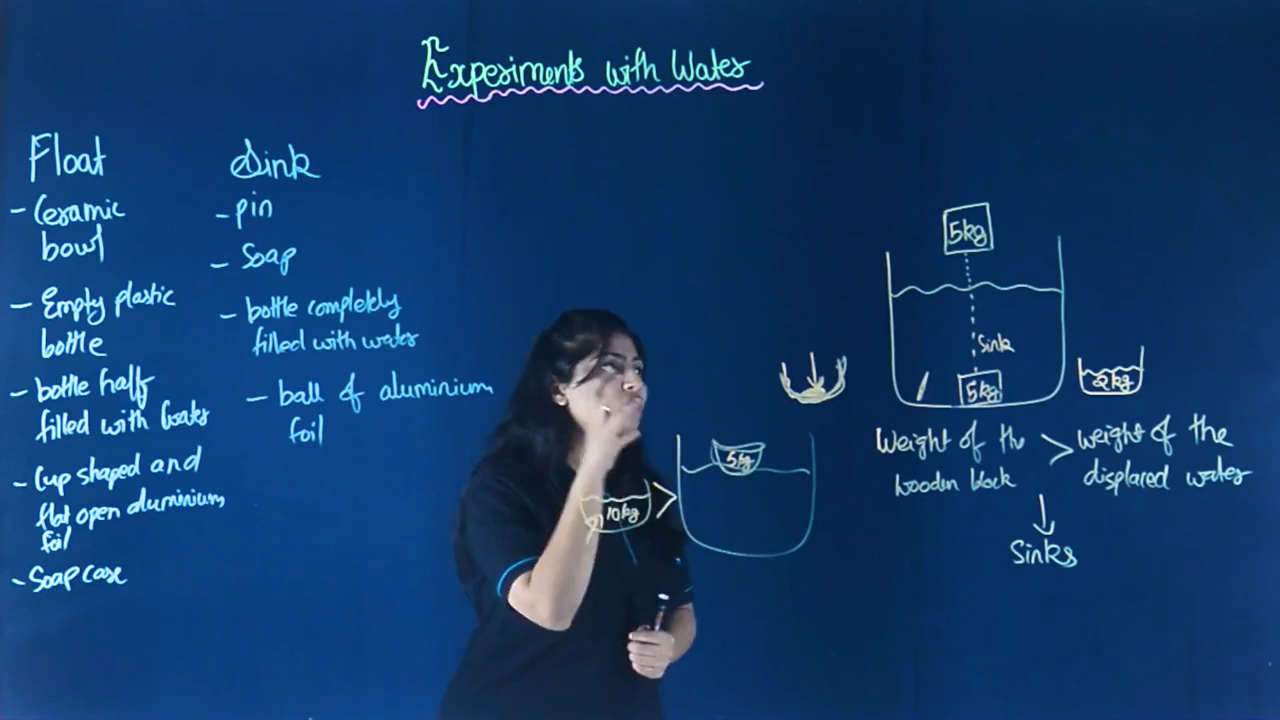 Experiments with Water
Float
- Ceramic
bowl
- Empty plastic
bottle
- bottle half
filled with water
- Cup shaped and
flat open aluminium
foil
- Soap case
Sink
- pin
- Soap
- bottle completely
filled with water
- ball of aluminium
foil
10kg
>
5kg
5kg
Sink
5kg
2kg
Weight of the
wooden block
>
weight of the
displaced water
↓
Sinks